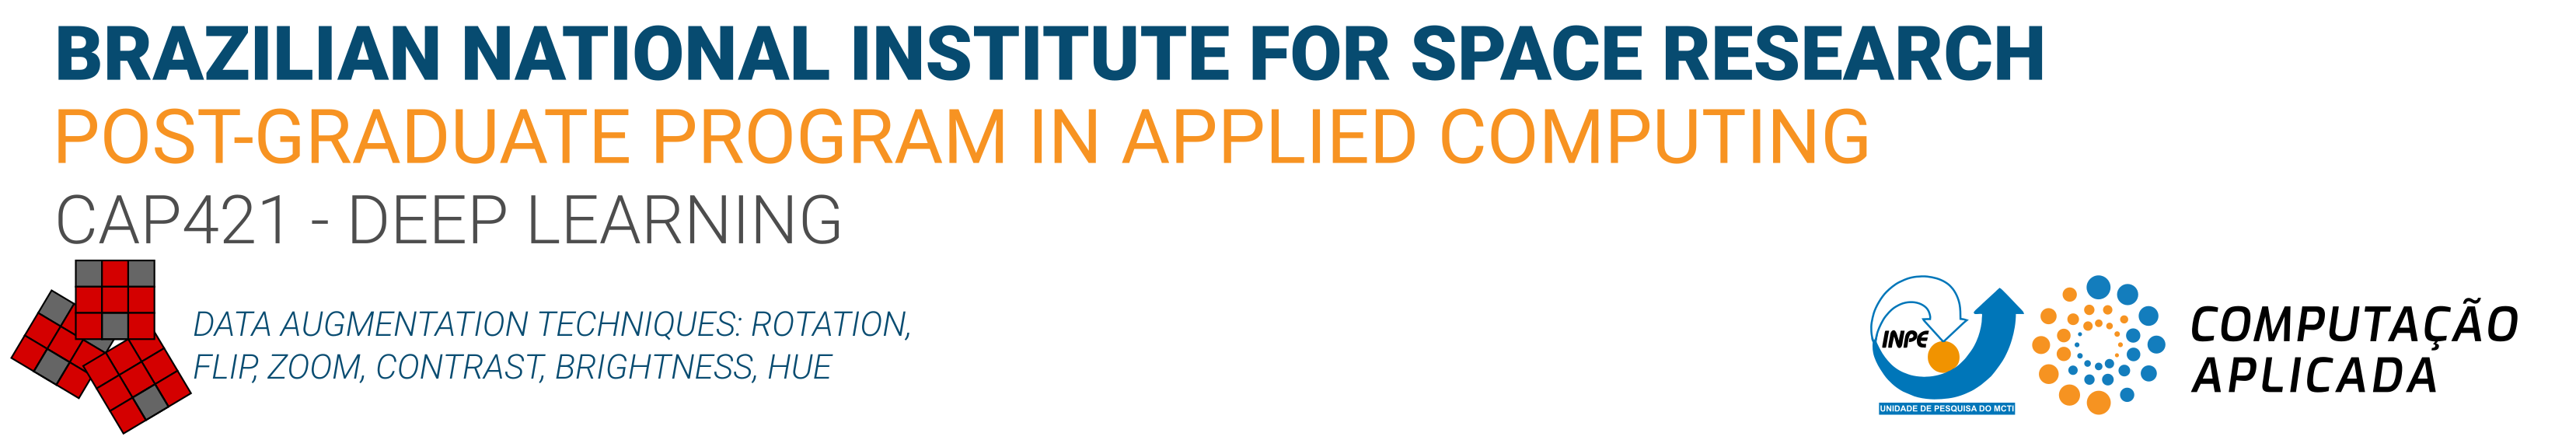 BRAZILIAN NATIONAL INSTITUTE FOR SPACE RESEARCH
POST-GRADUATE PROGRAM IN APPLIED COMPUTING
CAP421 - DEEP LEARNING
DATA AUGMENTATION TECHNIQUES: ROTATION,
FLIP, ZOOM, CONTRAST, BRIGHTNESS, HUE
INPE
UNIDADE DE PESQUISA DO MCTI
COMPUTAÇÃO
APLICADA